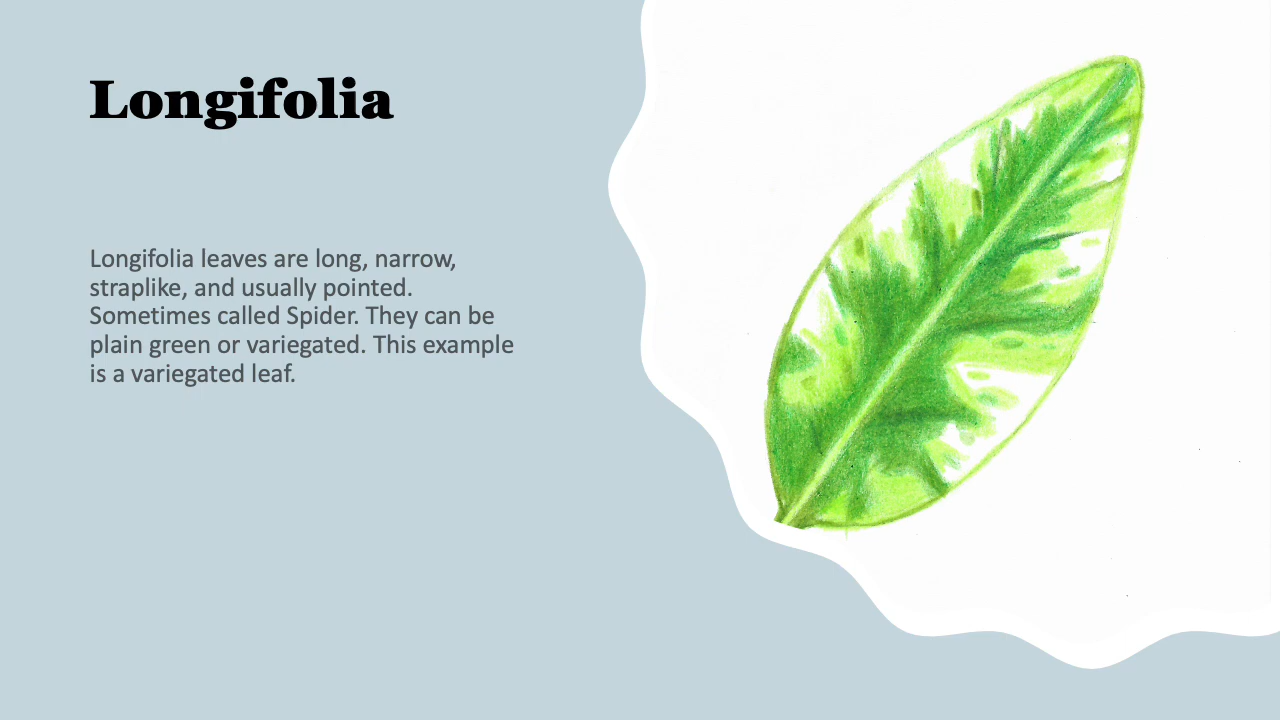 Longifolia
Longifolia leaves are long, narrow,
straplike, and usually pointed.
Sometimes called Spider. They can be
plain green or variegated. This example
is a variegated leaf.